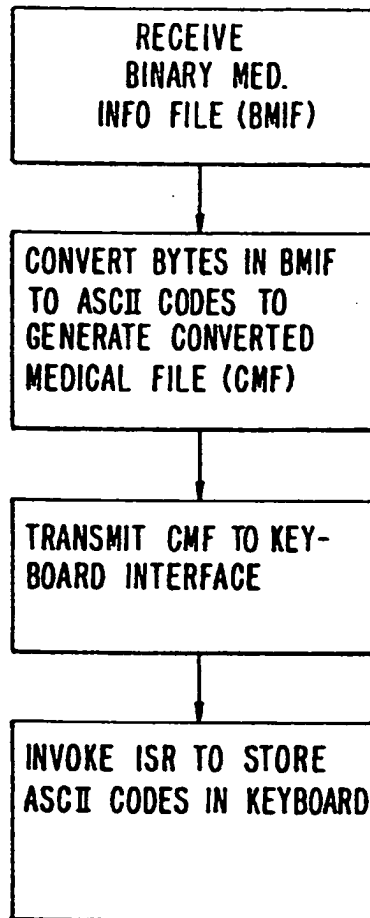 RECEIVE
BINARY MED.
INFO FILE (BMIF)
CONVERT BYTES IN BMIF
TO ASCII CODES TO
GENERATE CONVERTED
MEDICAL FILE (CMF)
TRANSMIT CMF TO KEY-
BOARD INTERFACE
INVOKE ISR TO STORE
ASCII CODES IN KEYBOARD